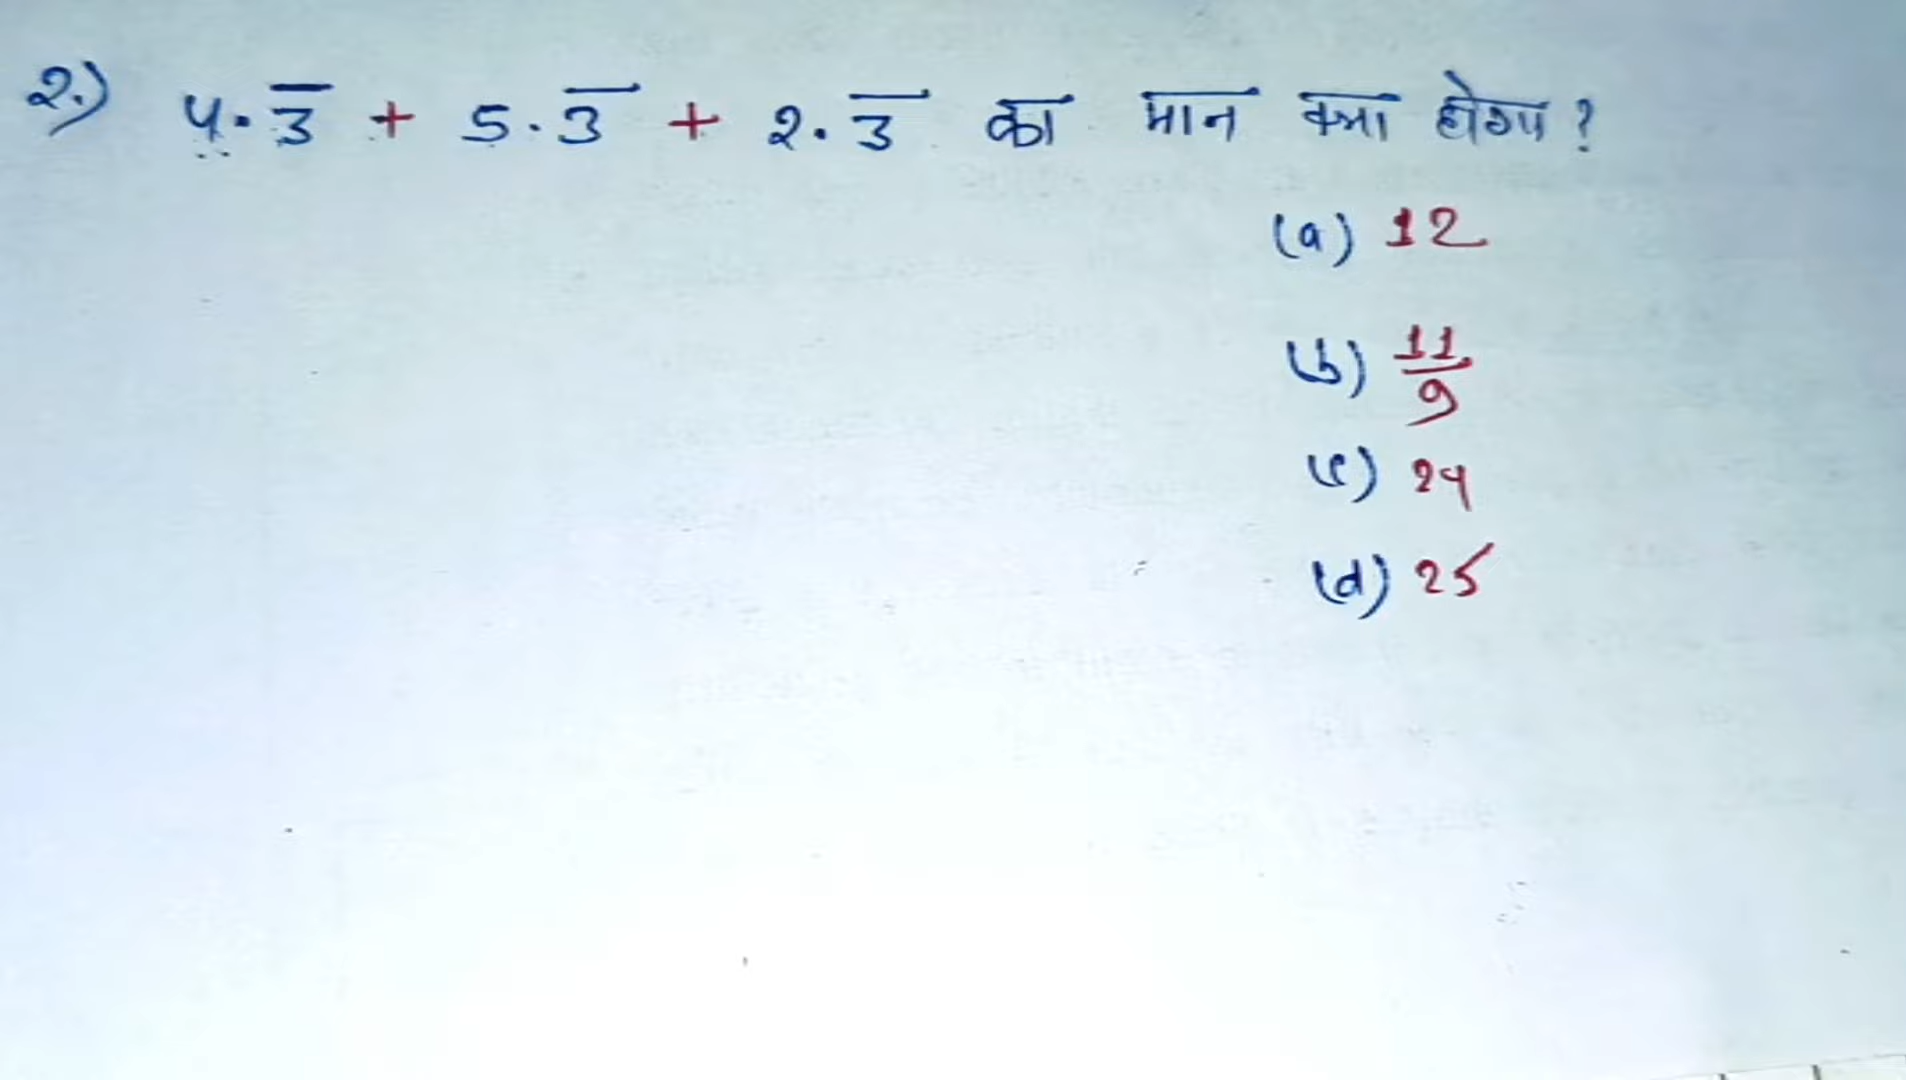 2.) 4.3̅ + 5.3̅ + 2.3̅ का मान क्या होगा ?
(a) 12
(b) 11/9
(c) 24
(d) 25